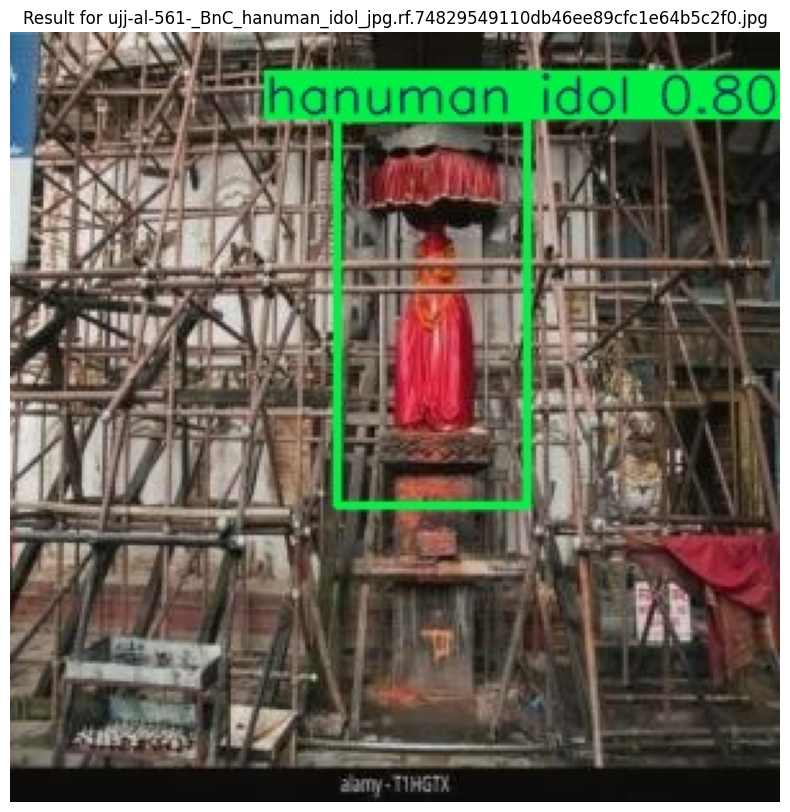 Result for ujj-al-561-_BnC_hanuman_idol_jpg.rf.74829549110db46ee89cfc1e64b5c2f0.jpg
hanuman idol 0.80
alamy - T1HGTX